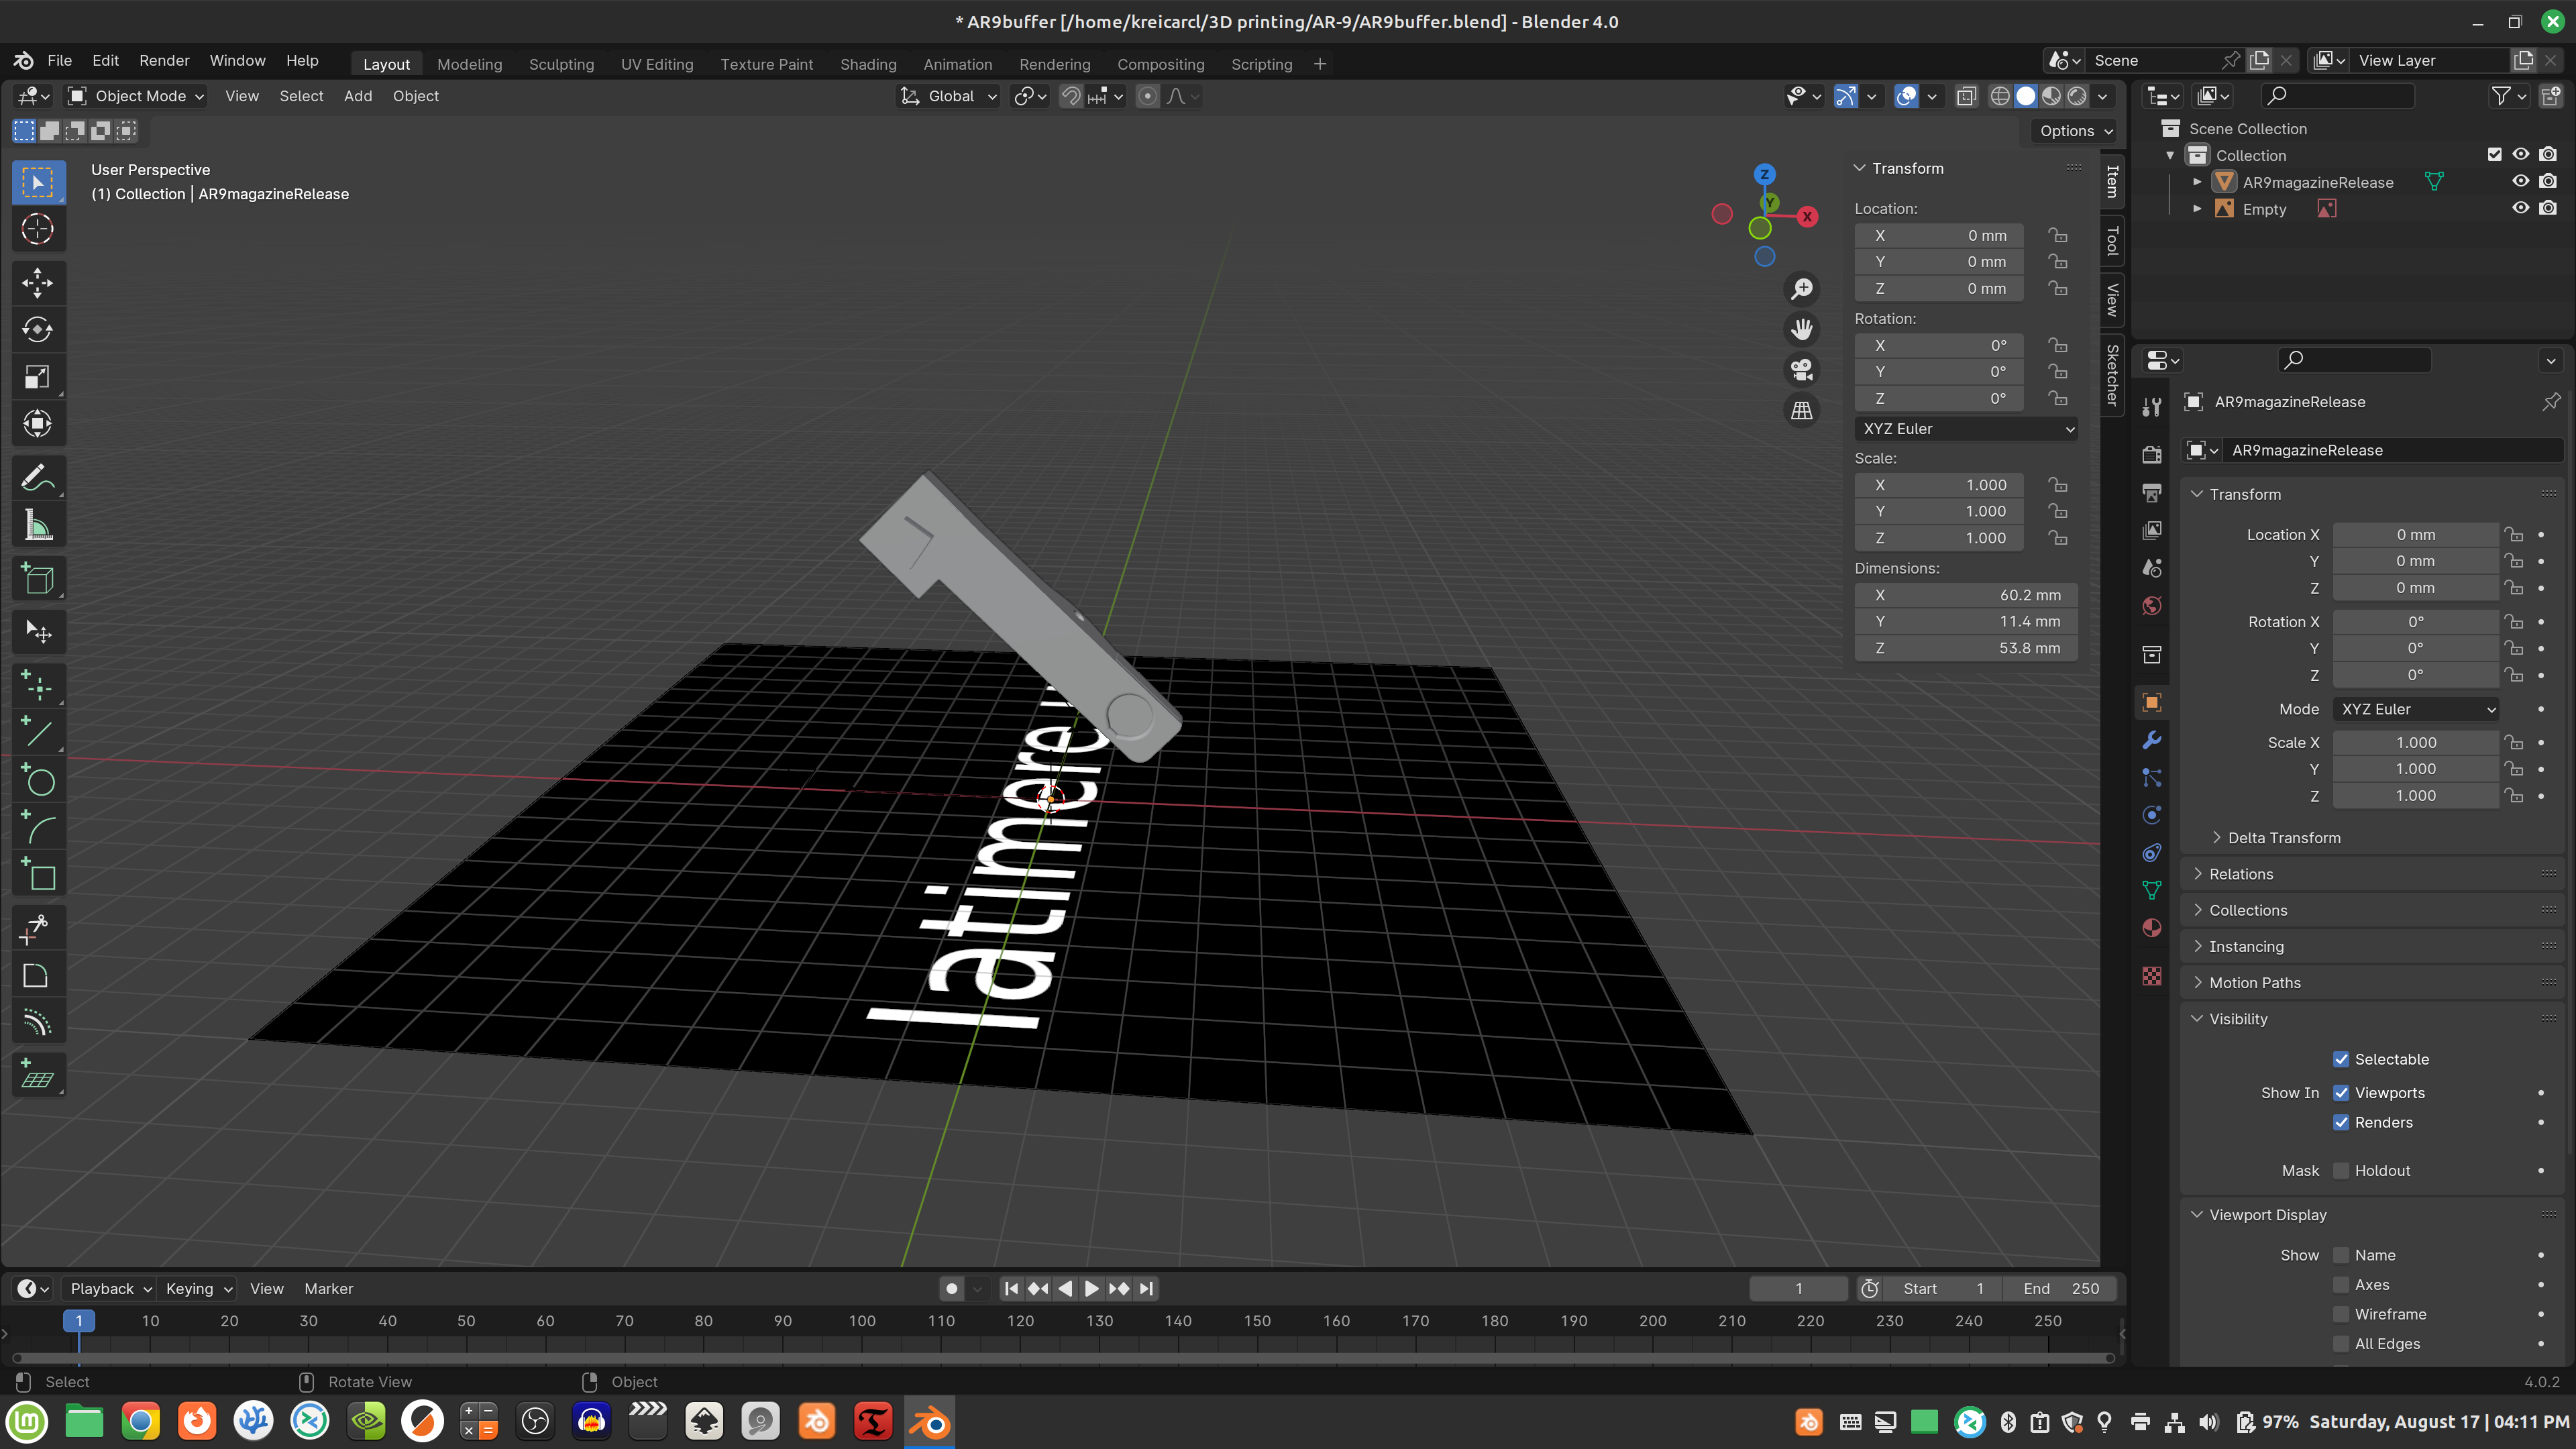 * AR9buffer [/home/kreicarcl/3D printing/AR-9/AR9buffer.blend] - Blender 4.0
File Edit Render Window Help Layout Modeling Sculpting UV Editing Texture Paint Shading Animation Rendering Compositing Scripting + Scene View Layer
Object Mode View Select Add Object Global
Options
User Perspective
(1) Collection | AR9magazineRelease
Z
Y
X
Transform
Location:
X 0 mm
Y 0 mm
Z 0 mm
Rotation:
X 0°
Y 0°
Z 0°
XYZ Euler
Scale:
X 1.000
Y 1.000
Z 1.000
Dimensions:
X 60.2 mm
Y 11.4 mm
Z 53.8 mm
Item
Tool
View
Sketcher
latimere
Scene Collection
Collection
AR9magazineRelease
Empty
AR9magazineRelease
AR9magazineRelease
Transform
Location X 0 mm
Y 0 mm
Z 0 mm
Rotation X 0°
Y 0°
Z 0°
Mode XYZ Euler
Scale X 1.000
Y 1.000
Z 1.000
Delta Transform
Relations
Collections
Instancing
Motion Paths
Visibility
Selectable
Show In Viewports
Renders
Mask Holdout
Viewport Display
Show Name
Axes
Wireframe
All Edges
Playback Keying View Marker 1 Start 1 End 250
1 10 20 30 40 50 60 70 80 90 100 110 120 130 140 150 160 170 180 190 200 210 220 230 240 250
Select Rotate View Object 4.0.2
97% Saturday, August 17 | 04:11 PM